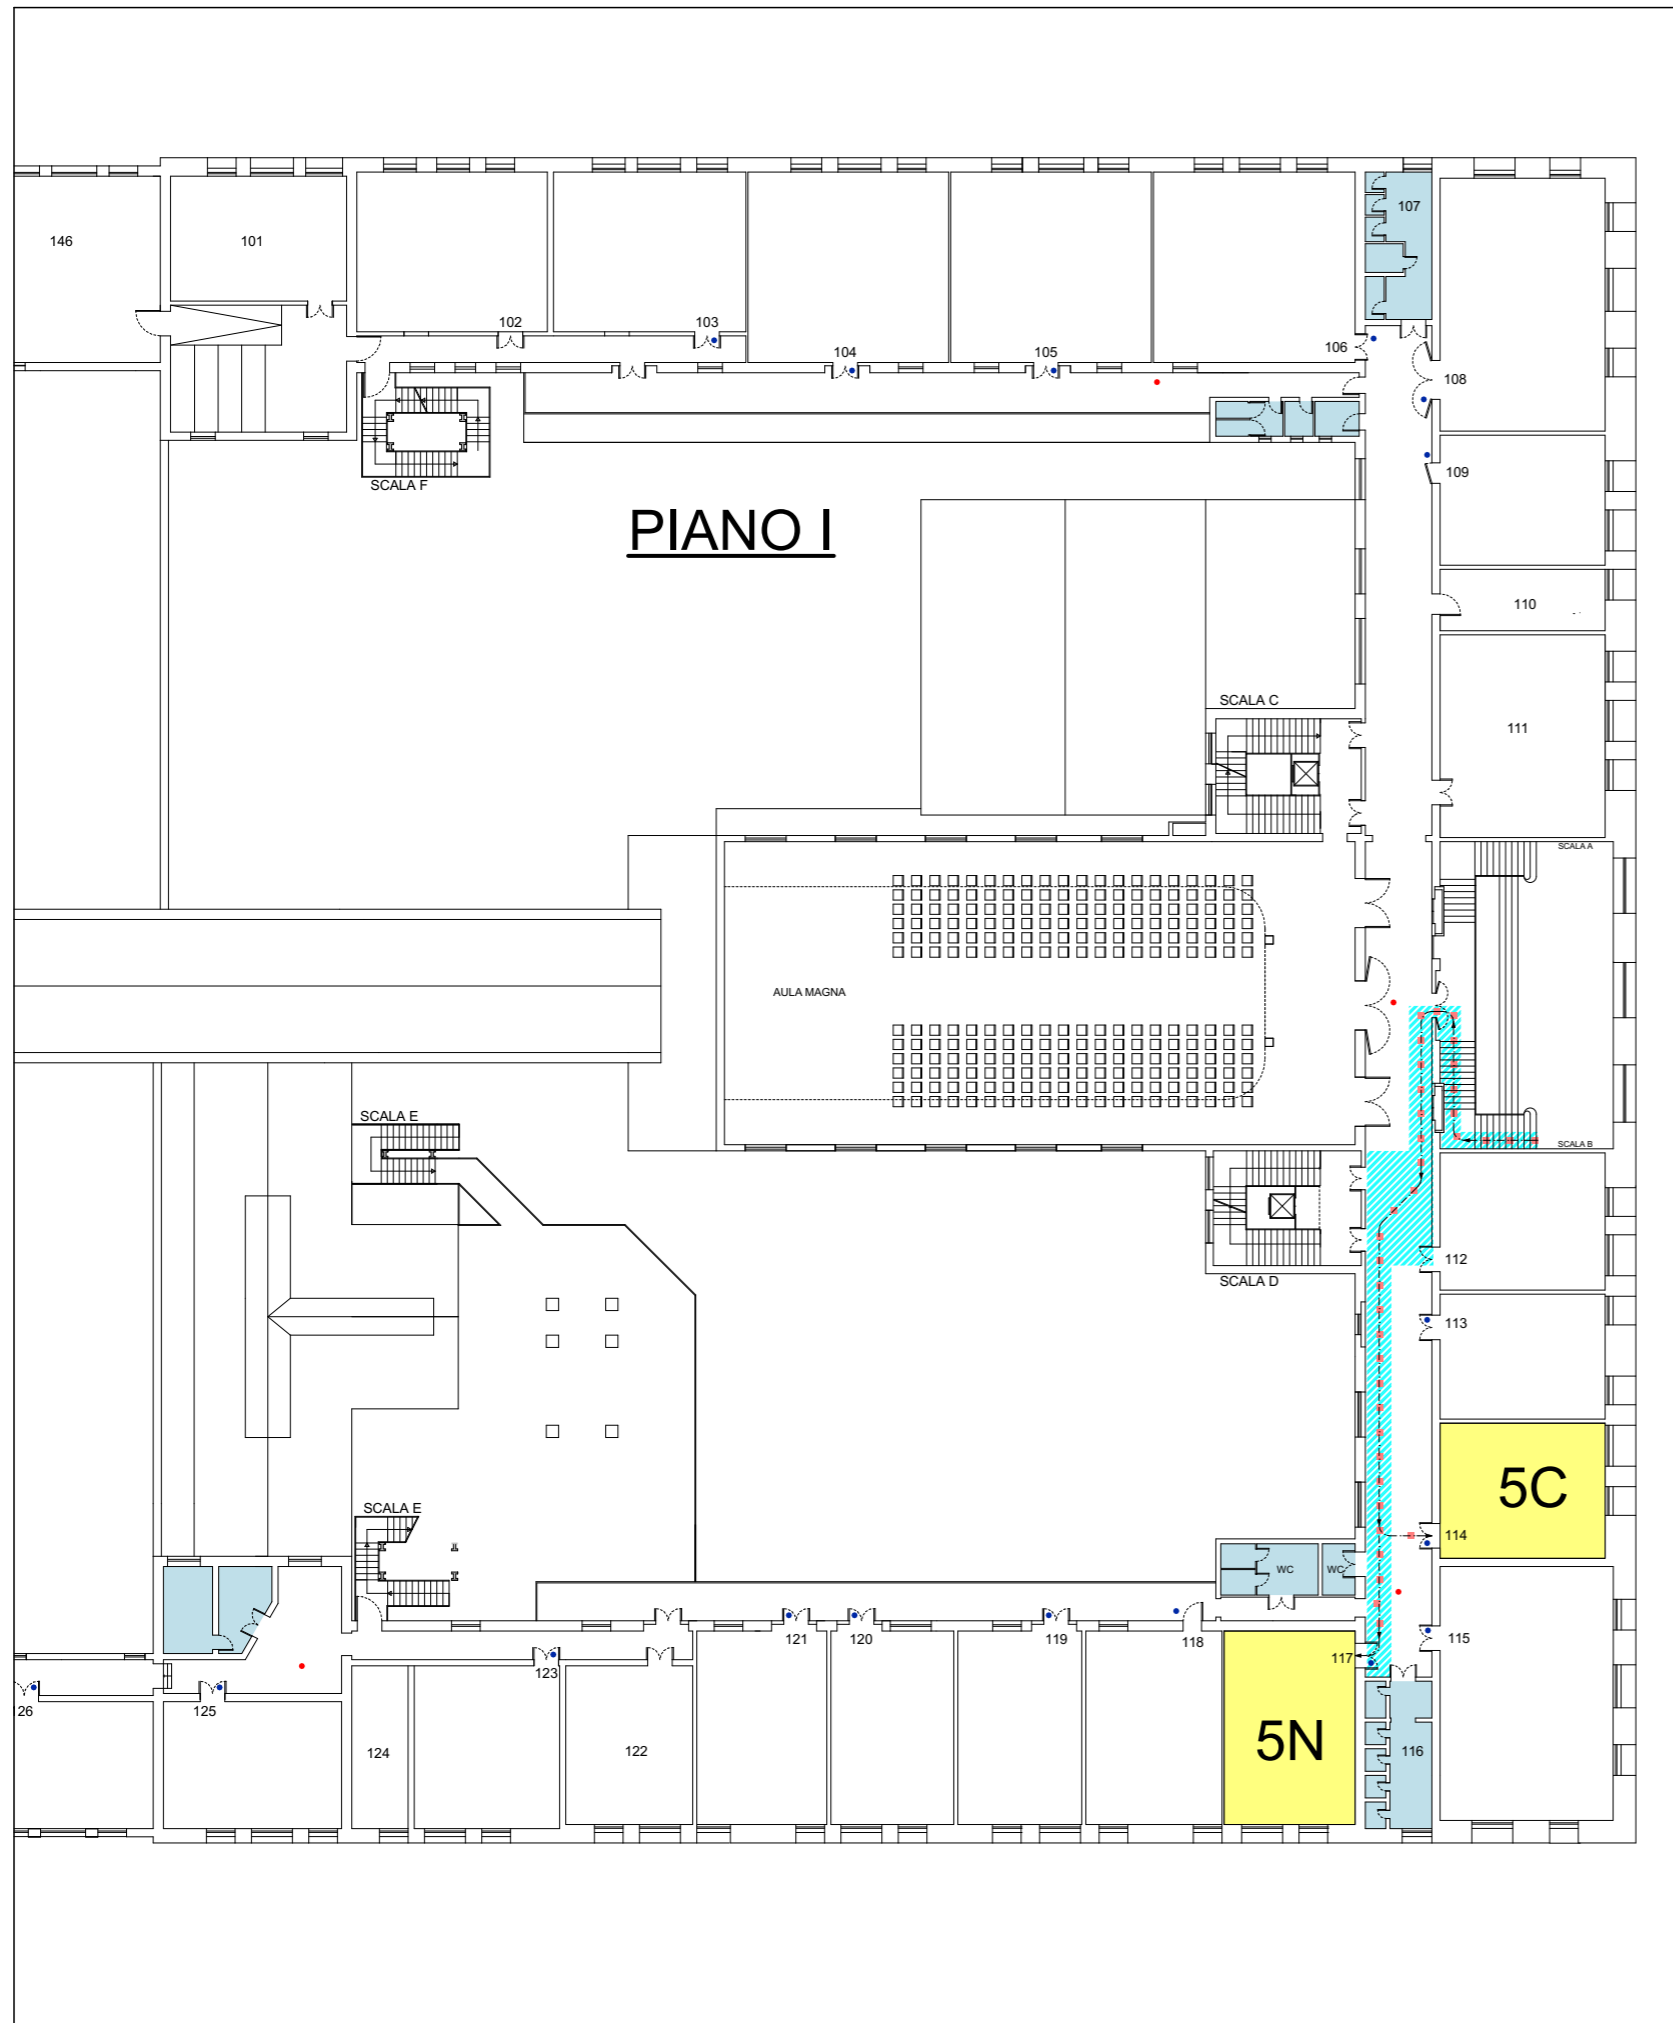 107
146
101
102
103
104
105
106
108
109
SCALA F
PIANO I
110
SCALA C
111
SCALA A
AULA MAGNA
SCALA E
SCALA B
112
SCALA D
113
5C
SCALA E
114
WC
WC
121
120
119
118
117
115
123
26
125
124
122
5N
116